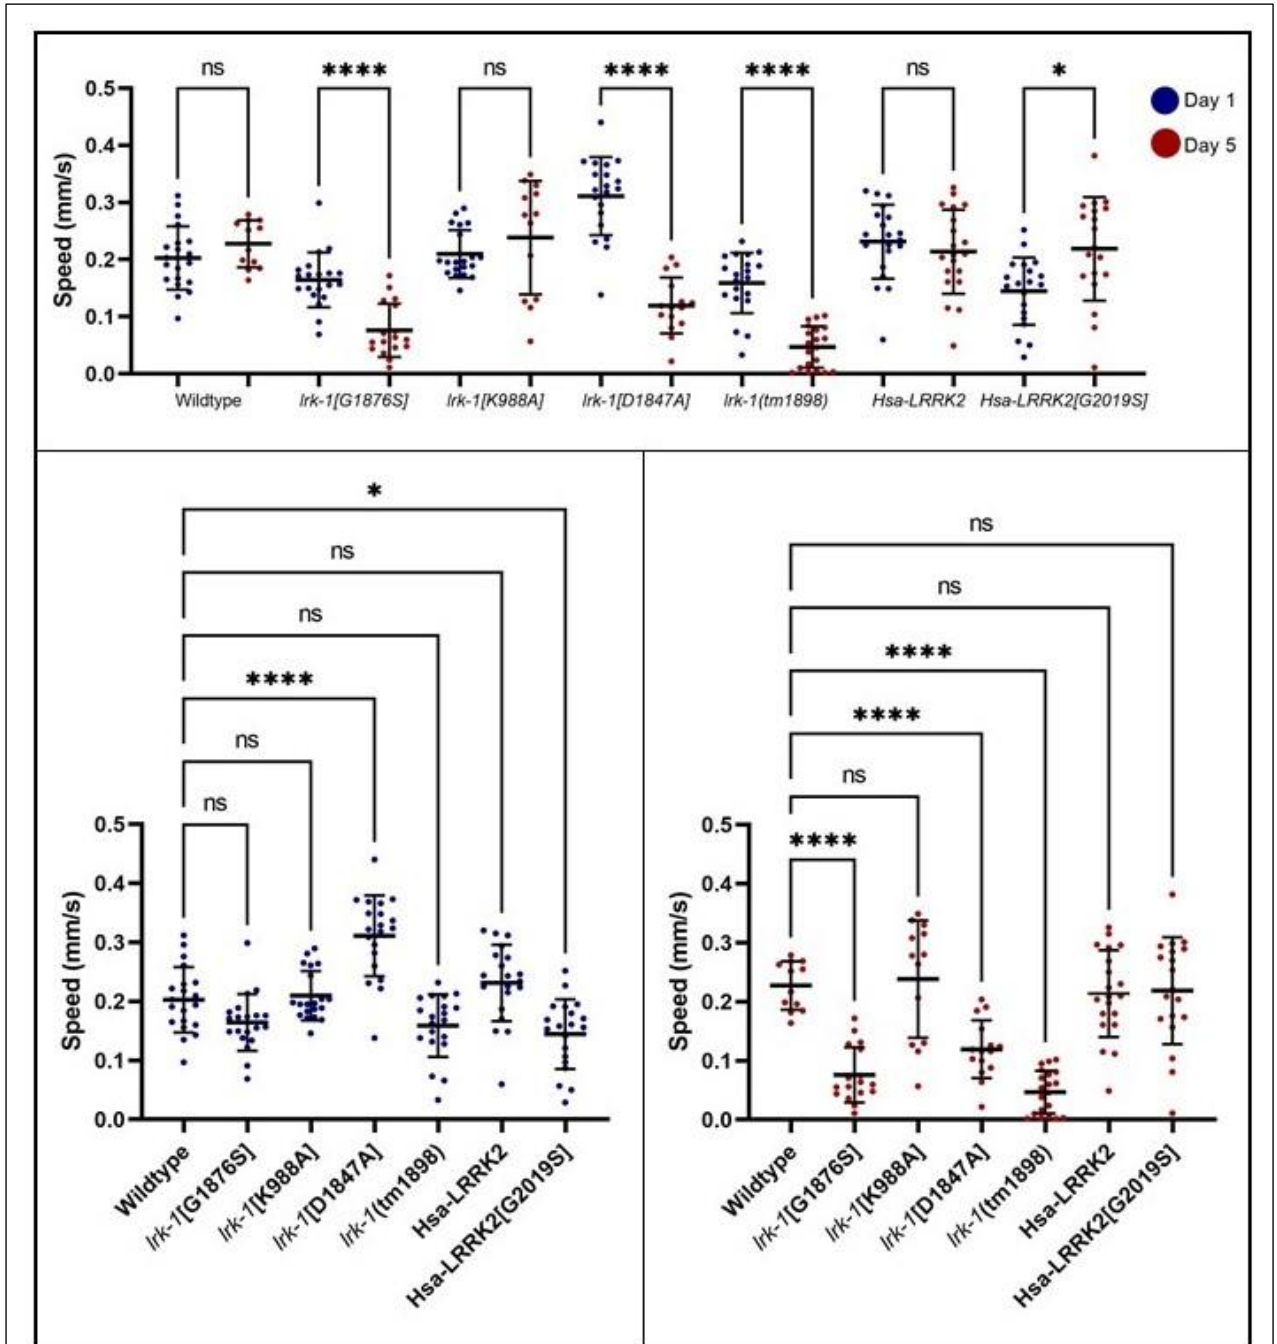 ns **** ns **** **** ns *
Day 1
Day 5
Speed (mm/s)
0.5
0.4
0.3
0.2
0.1
0.0
Wildtype lrk-1[G1876S] lrk-1[K988A] lrk-1[D1847A] lrk-1(tm1898) Hsa-LRRK2 Hsa-LRRK2[G2019S]
*
ns
ns
****
ns
ns
Speed (mm/s)
0.5
0.4
0.3
0.2
0.1
0.0
Wildtype
lrk-1[G1876S]
lrk-1[K988A]
lrk-1[D1847A]
lrk-1(tm1898)
Hsa-LRRK2
Hsa-LRRK2[G2019S]
ns
ns
****
****
ns
****
Speed (mm/s)
0.5
0.4
0.3
0.2
0.1
0.0
Wildtype
lrk-1[G1876S]
lrk-1[K988A]
lrk-1[D1847A]
lrk-1(tm1898)
Hsa-LRRK2
Hsa-LRRK2[G2019S]